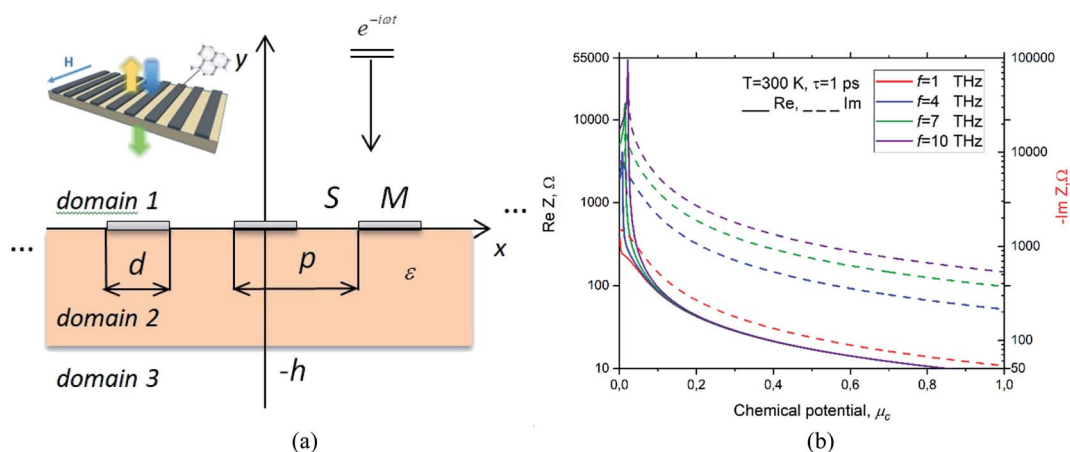 e^{-iωt}
y
H
domain 1
S
M
...
...
x
d
p
ε
domain 2
-h
domain 3
(a)
T=300 K, τ=1 ps
Re, Im
f=1 THz
f=4 THz
f=7 THz
f=10 THz
Re Z, Ω
55000
10000
1000
100
10
-Im Z,Ω
100000
10000
1000
100
50
0,0 0,2 0,4 0,6 0,8 1,0
Chemical potential, μ_c
(b)